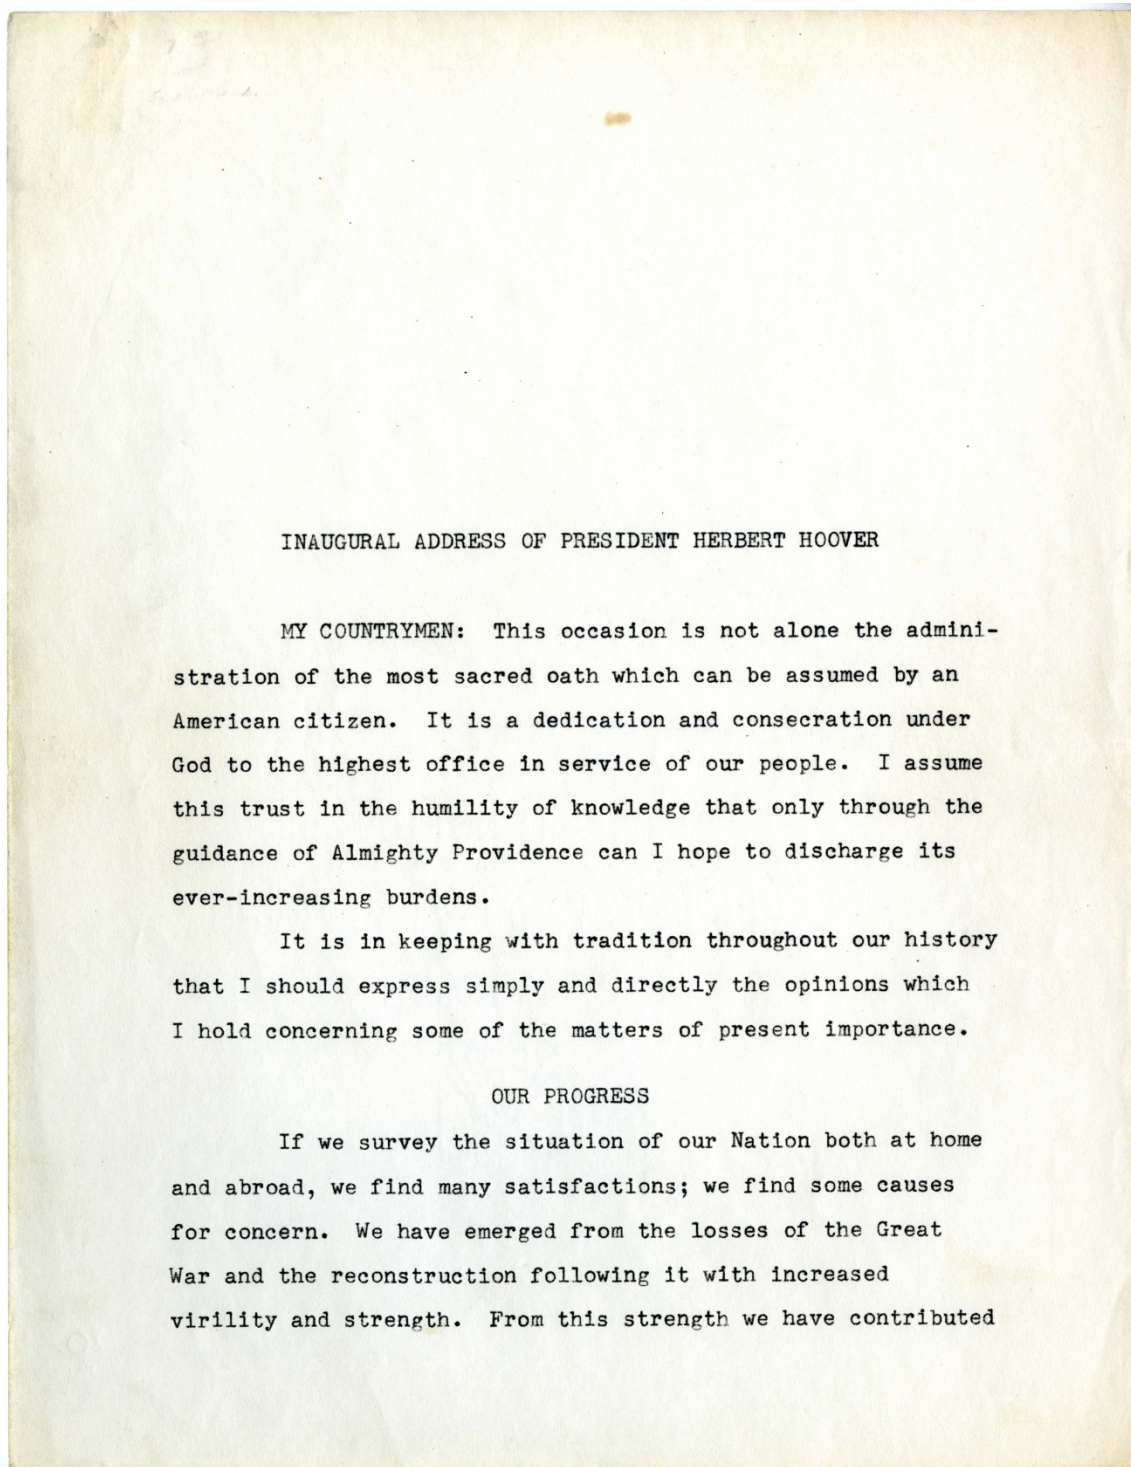 INAUGURAL ADDRESS OF PRESIDENT HERBERT HOOVER
MY COUNTRYMEN: This occasion is not alone the admini-
stration of the most sacred oath which can be assumed by an
American citizen. It is a dedication and consecration under
God to the highest office in service of our people. I assume
this trust in the humility of knowledge that only through the
guidance of Almighty Providence can I hope to discharge its
ever-increasing burdens.
It is in keeping with tradition throughout our history
that I should express simply and directly the opinions which
I hold concerning some of the matters of present importance.
OUR PROGRESS
If we survey the situation of our Nation both at home
and abroad, we find many satisfactions; we find some causes
for concern. We have emerged from the losses of the Great
War and the reconstruction following it with increased
virility and strength. From this strength we have contributed